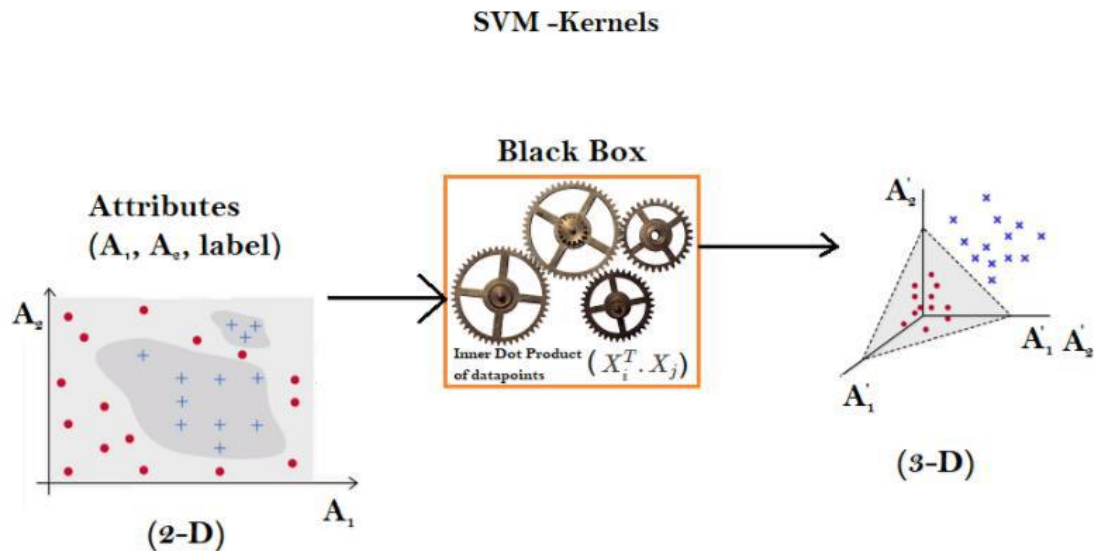 SVM -Kernels
Black Box
Attributes
(A₁, A₂, label)
A₂
A₁
(2-D)
Inner Dot Product
of datapoints
(Xᵢᵀ. Xⱼ)
A'₂
A'₁ A'₂
A'₁
(3-D)